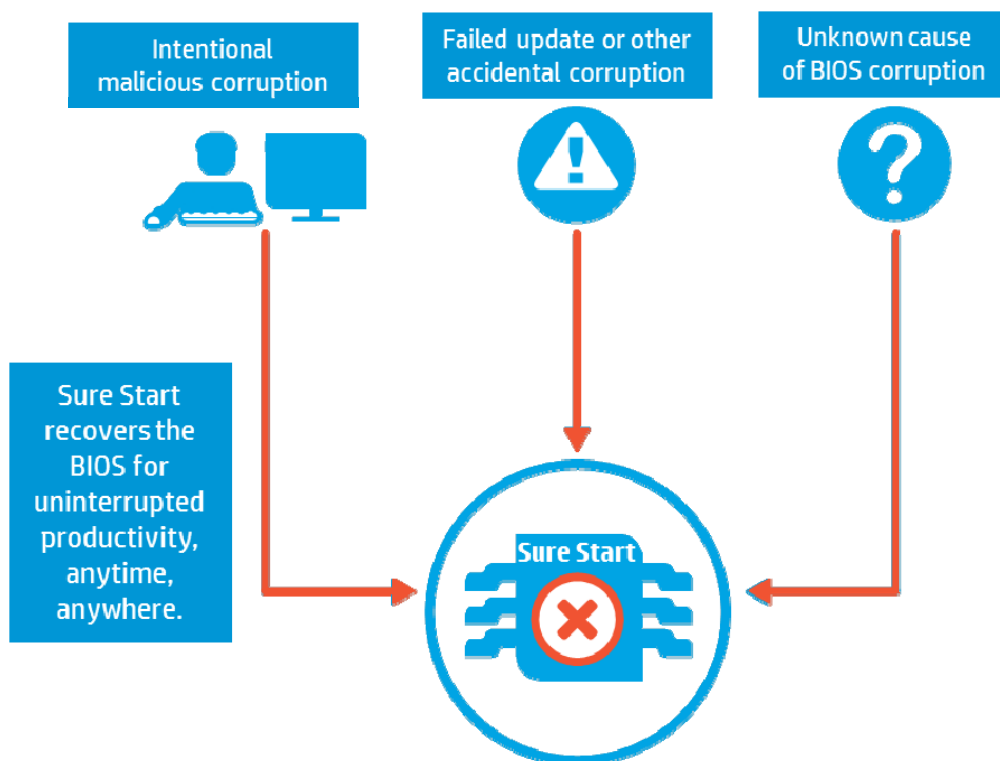 Intentional
malicious corruption
Failed update or other
accidental corruption
Unknown cause
of BIOS corruption
Sure Start
recovers the
BIOS for
uninterrupted
productivity,
anytime,
anywhere.
Sure Start